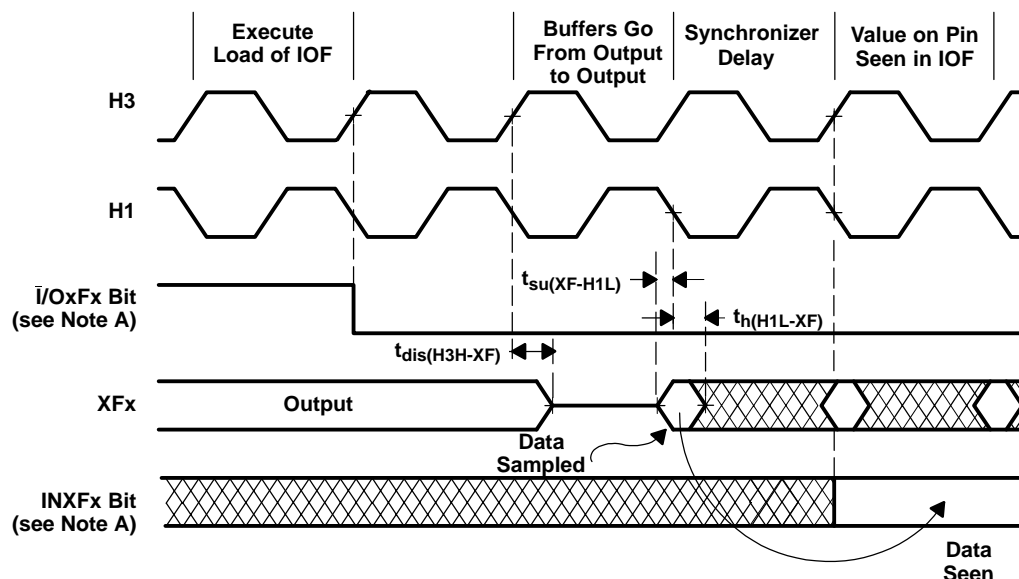 Execute
Load of IOF
Buffers Go
From Output
to Output
Synchronizer
Delay
Value on Pin
Seen in IOF
H3
H1
tsu(XF-H1L)
Ī/OxFx Bit
(see Note A)
th(H1L-XF)
tdis(H3H-XF)
XFx
Output
Data
Sampled
INXFx Bit
(see Note A)
Data
Seen